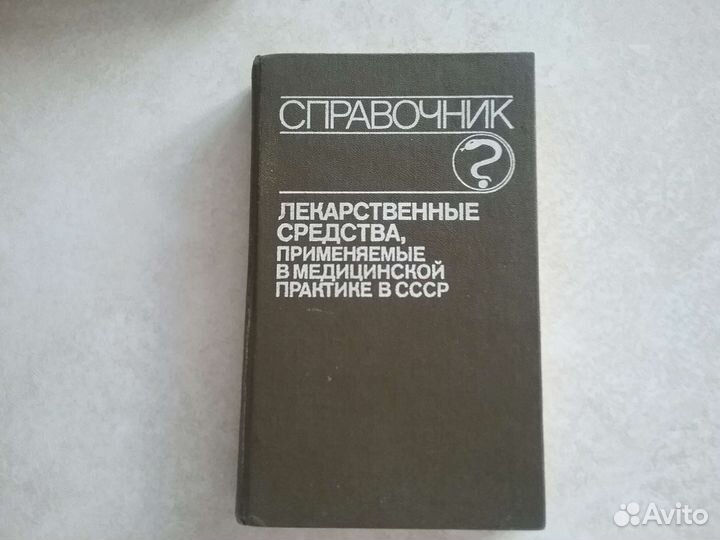 СПРАВОЧНИК
ЛЕКАРСТВЕННЫЕ
СРЕДСТВА,
ПРИМЕНЯЕМЫЕ
В МЕДИЦИНСКОЙ
ПРАКТИКЕ В СССР
Avito